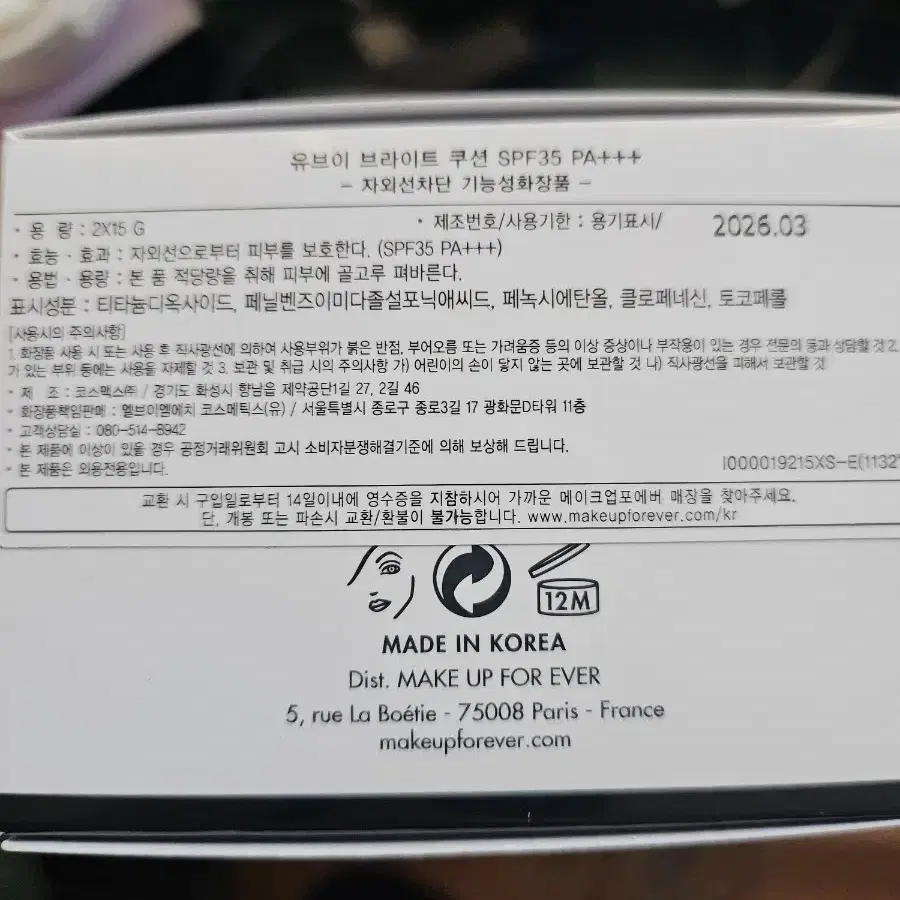 유브이 브라이트 쿠션 SPF35 PA+++
- 자외선차단 기능성화장품 -
• 용 량 : 2X15 G • 제조번호/사용기한 : 용기표시/ 2026.03
• 효능 · 효과 : 자외선으로부터 피부를 보호한다. (SPF35 PA+++)
• 용법 · 용량 : 본 품 적당량을 취해 피부에 골고루 펴바른다.
표시성분 : 티타늄디옥사이드, 페닐벤즈이미다졸설포닉애씨드, 페녹시에탄올, 클로페네신, 토코페롤
[사용시의 주의사항]
1. 화장품 사용 시 또는 사용 후 직사광선에 의하여 사용부위가 붉은 반점, 부어오름 또는 가려움증 등의 이상 증상이나 부작용이 있는 경우 전문의 등과 상담할 것 2.
가 있는 부위 등에는 사용을 자제할 것 3. 보관 및 취급 시의 주의사항 가) 어린이의 손이 닿지 않는 곳에 보관할 것 나) 직사광선을 피해서 보관할 것
• 제 조 : 코스맥스㈜ / 경기도 화성시 향남읍 제약공단1길 27, 2길 46
• 화장품책임판매 : 엘브이엠에치 코스메틱스(유) / 서울특별시 종로구 종로3길 17 광화문D타워 11층
• 고객상담실 : 080-514-8942
• 본 제품에 이상이 있을 경우 공정거래위원회 고시 소비자분쟁해결기준에 의해 보상해 드립니다.
• 본 제품은 외용전용입니다. I000019215XS-E(1132
교환 시 구입일로부터 14일이내에 영수증을 지참하시어 가까운 메이크업포에버 매장을 찾아주세요.
단, 개봉 또는 파손시 교환/환불이 불가능합니다. www.makeupforever.com/kr
12M
MADE IN KOREA
Dist. MAKE UP FOR EVER
5, rue La Boétie - 75008 Paris - France
makeupforever.com